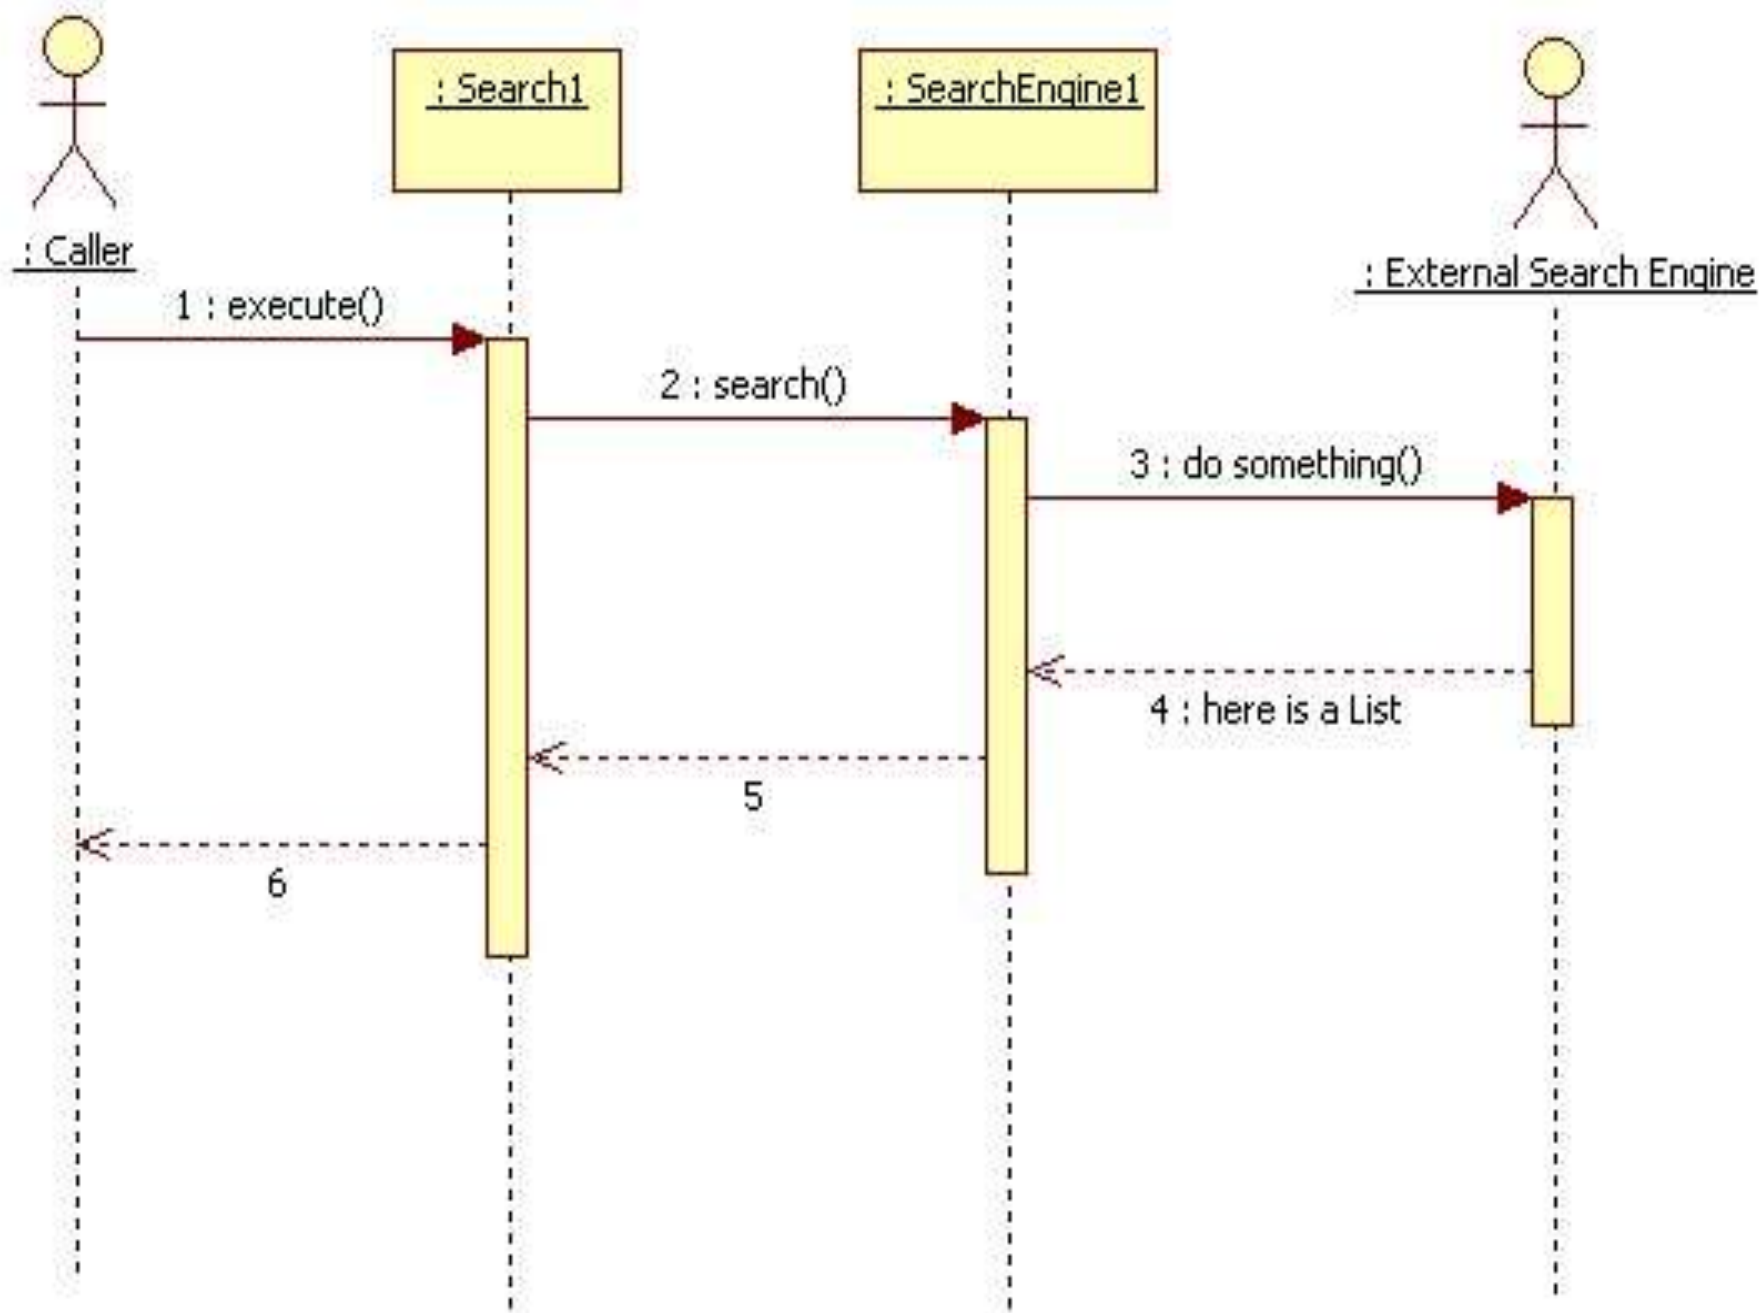 : Search1
: SearchEngine1
: Caller
: External Search Engine
1 : execute()
2 : search()
3 : do something()
4 : here is a List
5
6